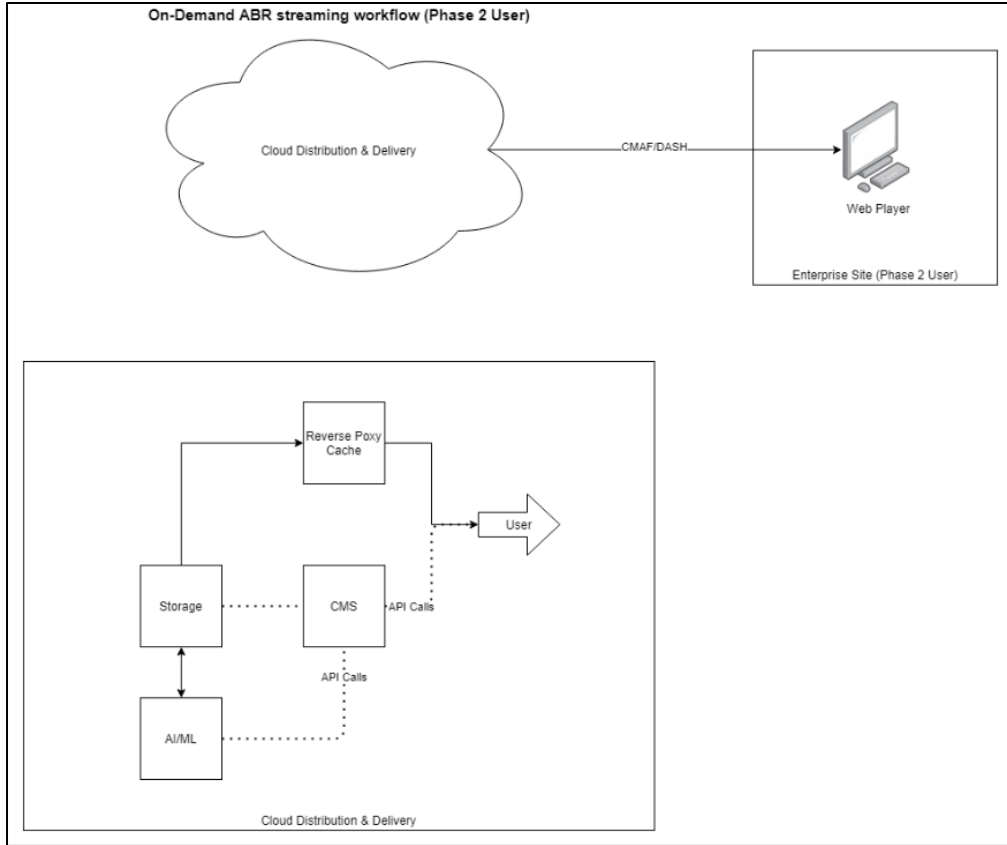 On-Demand ABR streaming workflow (Phase 2 User)
Cloud Distribution & Delivery
CMAF/DASH
Web Player
Enterprise Site (Phase 2 User)
Reverse Poxy
Cache
User
Storage
CMS
API Calls
API Calls
AI/ML
Cloud Distribution & Delivery